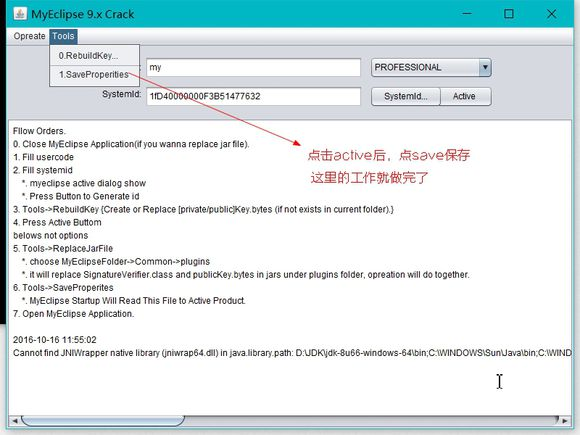 MyEclipse 9.x Crack
Opreate Tools
0.RebuildKey...
1.SaveProperities
: my PROFESSIONAL
SystemId: 1fD40000000F3B51477632 SystemId... Active
点击active后，点save保存
这里的工作就做完了
Fllow Orders.
0. Close MyEclipse Application(if you wanna replace jar file).
1. Fill usercode
2. Fill systemid
*. myeclipse active dialog show
*. Press Button to Generate id
3. Tools->RebuildKey {Create or Replace [private/public]Key.bytes (if not exists in current folder).}
4. Press Active Buttom
belows not options
5. Tools->ReplaceJarFile
*. choose MyEclipseFolder->Common->plugins
*. it will replace SignatureVerifier.class and publicKey.bytes in jars under plugins folder, opreation will do together.
6. Tools->SaveProperites
*. MyEclipse Startup Will Read This File to Active Product.
7. Open MyEclipse Application.
2016-10-16 11:55:02
Cannot find JNIWrapper native library (jniwrap64.dll) in java.library.path: D:\JDK\jdk-8u66-windows-64\bin;C:\WINDOWS\Sun\Java\bin;C:\WIND